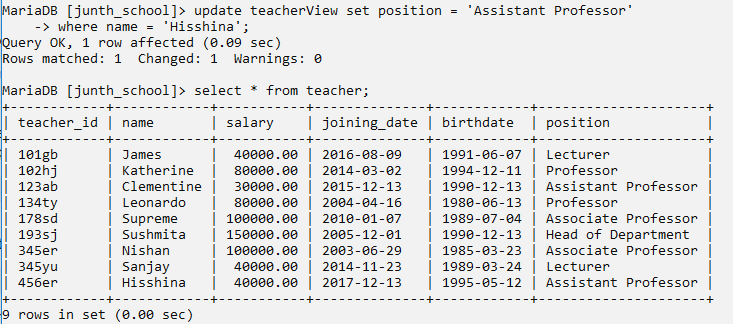 MariaDB [junth_school]> update teacherView set position = 'Assistant Professor'
    -> where name = 'Hisshina';
Query OK, 1 row affected (0.09 sec)
Rows matched: 1  Changed: 1  Warnings: 0

MariaDB [junth_school]> select * from teacher;
+------------+------------+-----------+--------------+------------+---------------------+
| teacher_id | name       | salary    | joining_date | birthdate  | position            |
+------------+------------+-----------+--------------+------------+---------------------+
| 101gb      | James      |  40000.00 | 2016-08-09   | 1991-06-07 | Lecturer            |
| 102hj      | Katherine  |  80000.00 | 2014-03-02   | 1994-12-11 | Professor           |
| 123ab      | Clementine |  30000.00 | 2015-12-13   | 1990-12-13 | Assistant Professor |
| 134ty      | Leonardo   |  80000.00 | 2004-04-16   | 1980-06-13 | Professor           |
| 178sd      | Supreme    | 100000.00 | 2010-01-07   | 1989-07-04 | Associate Professor |
| 193sj      | Sushmita   | 150000.00 | 2005-12-01   | 1990-12-13 | Head of Department  |
| 345er      | Nishan     | 100000.00 | 2003-06-29   | 1985-03-23 | Associate Professor |
| 345yu      | Sanjay     |  40000.00 | 2014-11-23   | 1989-03-24 | Lecturer            |
| 456er      | Hisshina   |  40000.00 | 2017-12-13   | 1995-05-12 | Assistant Professor |
+------------+------------+-----------+--------------+------------+---------------------+
9 rows in set (0.00 sec)